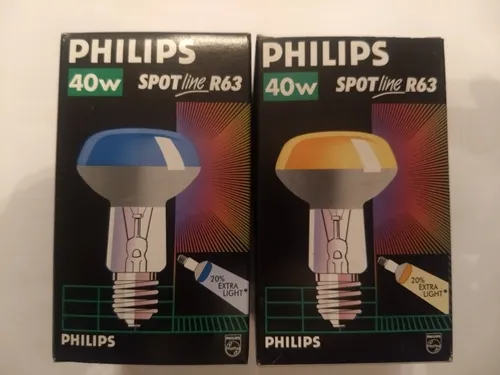 PHILIPS
40w SPOTline R63
20%
EXTRA
LIGHT*
PHILIPS
PHILIPS
40w SPOTline R63
20%
EXTRA
LIGHT*
PHILIPS